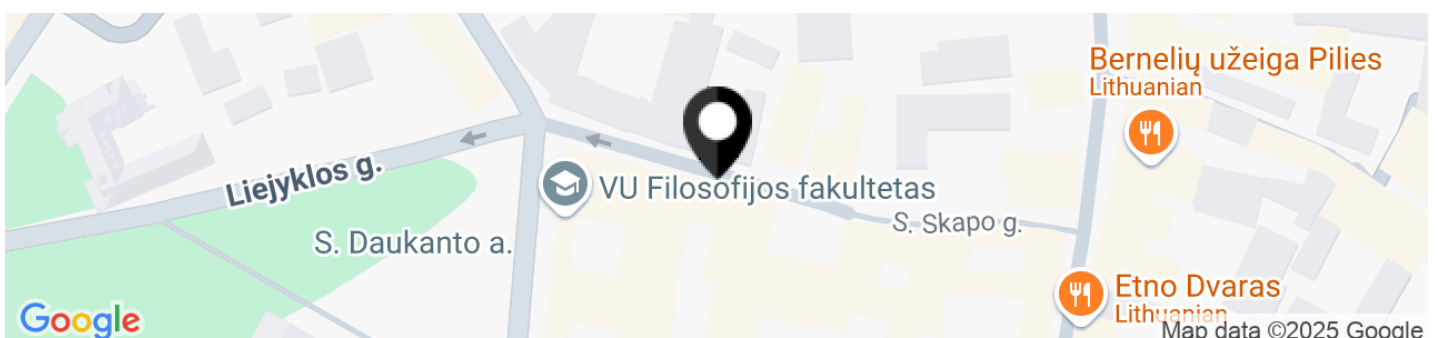 Bernelių užeiga Pilies
Lithuanian
Liejyklos g.
VU Filosofijos fakultetas
S. Skapo g.
S. Daukanto a.
Etno Dvaras
Lithuanian
Google
Map data ©2025 Google